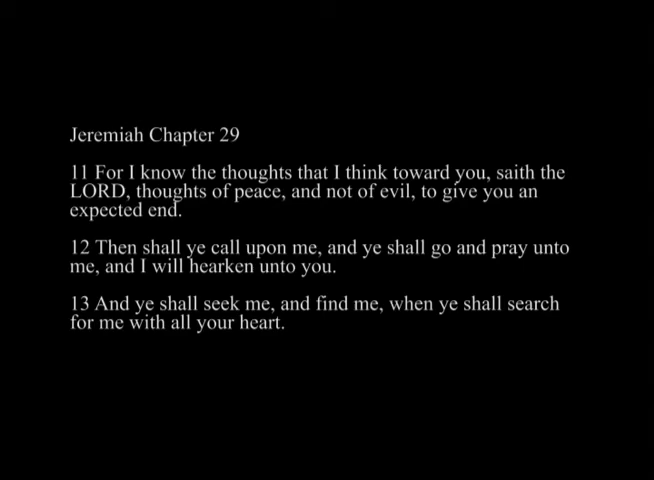 Jeremiah Chapter 29
11 For I know the thoughts that I think toward you, saith the
LORD, thoughts of peace, and not of evil, to give you an
expected end.
12 Then shall ye call upon me, and ye shall go and pray unto
me, and I will hearken unto you.
13 And ye shall seek me, and find me, when ye shall search
for me with all your heart.